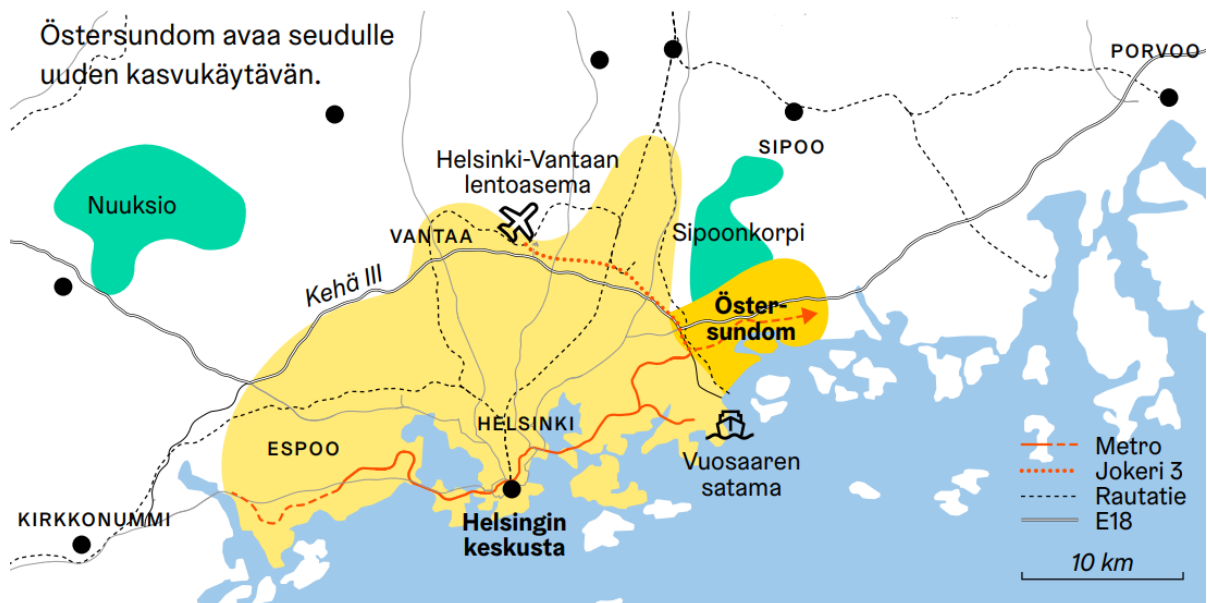 Östersundom avaa seudulle
uuden kasvukäytävän.
PORVOO
SIPOO
Helsinki-Vantaan
lentoasema
Nuuksio
VANTAA
Sipoonkorpi
Kehä III
Öster-
sundom
HELSINKI
ESPOO
Vuosaaren
satama
KIRKKONUMMI
Helsingin
keskusta
Metro
Jokeri 3
Rautatie
E18
10 km